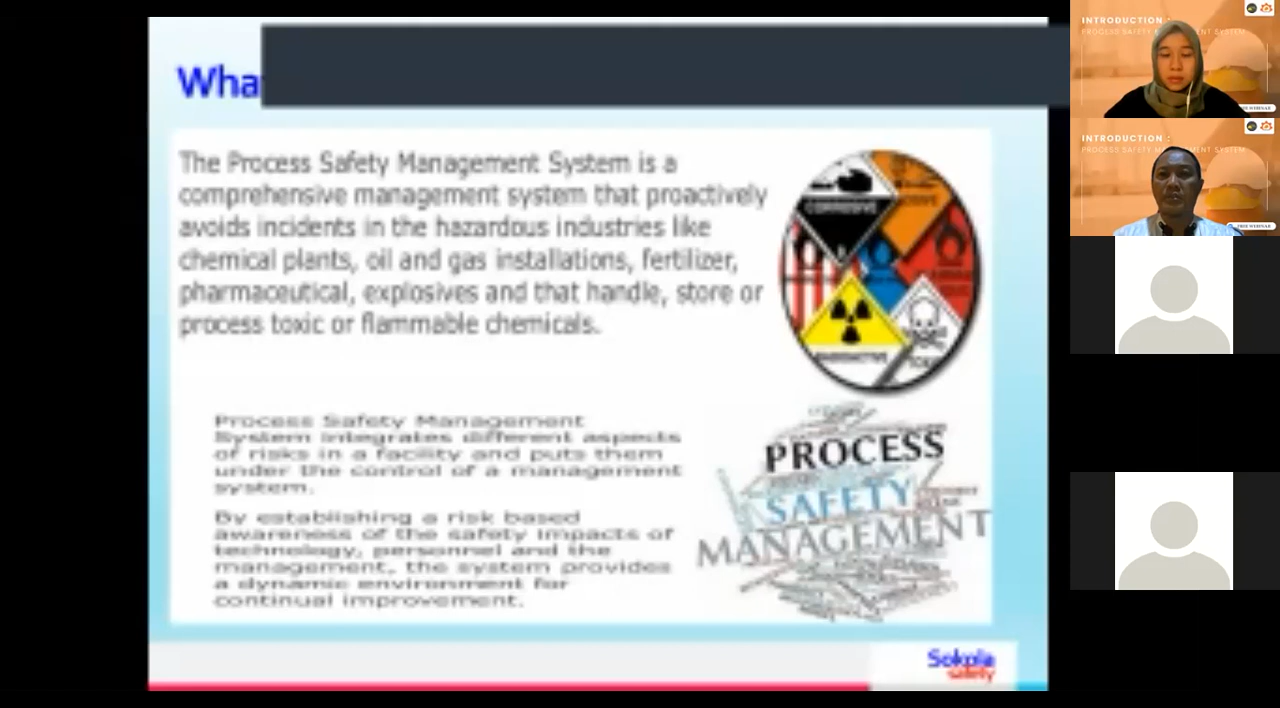 Wha
The Process Safety Management System is a
comprehensive management system that proactively
avoids incidents in the hazardous industries like
chemical plants, oil and gas installations, fertilizer,
pharmaceutical, explosives and that handle, store or
process toxic or flammable chemicals.
CORROSIVE
RADIOACTIVE
Process Safety Management
System integrates different aspects
of risks in a facility and puts them
under the control of a management
system.
By establishing a risk based
awareness of the safety impacts of
technology, personnel and the
management, the system provides
a dynamic environment for
continual improvement.
PROCESS
SAFETY
MANAGEMENT
Sokola
safety
INTRODUCTION :
INTRODUCTION :